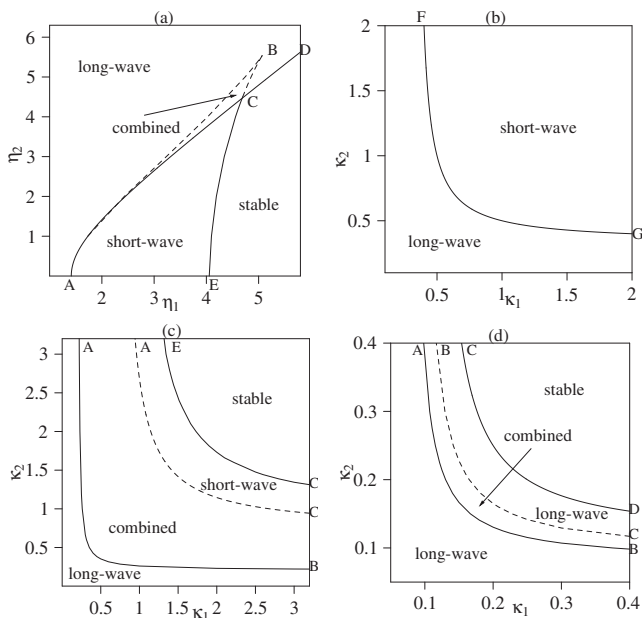 (a)
6
5
4
3
2
1
η2
long-wave
combined
short-wave
stable
A
B
C
D
E
2
3
4
5
η1
(b)
2
1.5
1
0.5
κ2
F
G
short-wave
long-wave
0.5
1
1.5
2
κ1
(c)
3
2.5
2
1.5
1
0.5
κ2
A
A
E
stable
short-wave
combined
long-wave
C
C
B
0.5
1
1.5
2
2.5
3
κ1
(d)
0.4
0.3
0.2
0.1
κ2
A
B
C
stable
combined
long-wave
long-wave
D
C
B
0.1
0.2
0.3
0.4
κ1